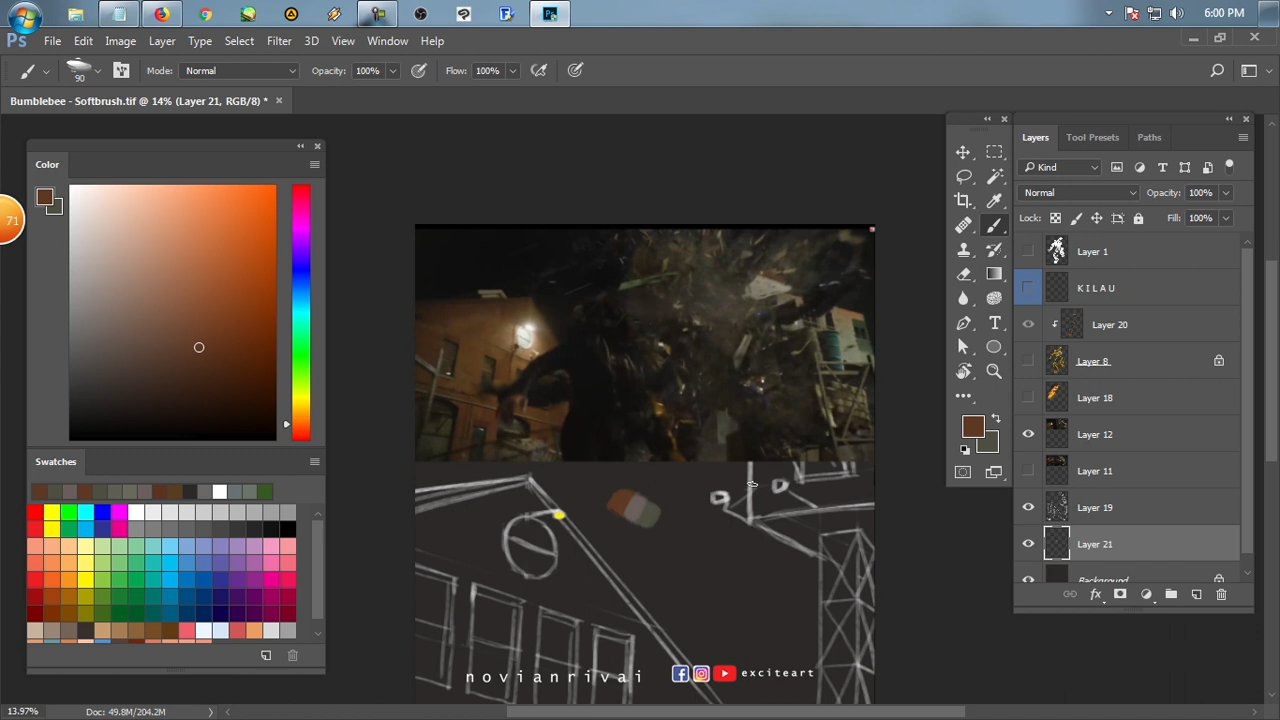 6:00 PM
Ps File Edit Image Layer Type Select Filter 3D View Window Help
90 Mode: Normal Opacity: 100% Flow: 100%
Bumblebee - Softbrush.tif @ 14% (Layer 21, RGB/8) *
Color
71
Swatches
Layers Tool Presets Paths
Kind
Normal Opacity: 100%
Lock: Fill: 100%
Layer 1
K I L A U
Layer 20
Layer 8
Layer 18
Layer 12
Layer 11
Layer 19
Layer 21
Background
fx
novianrivai exciteart
13.97% Doc: 49.8M/204.2M